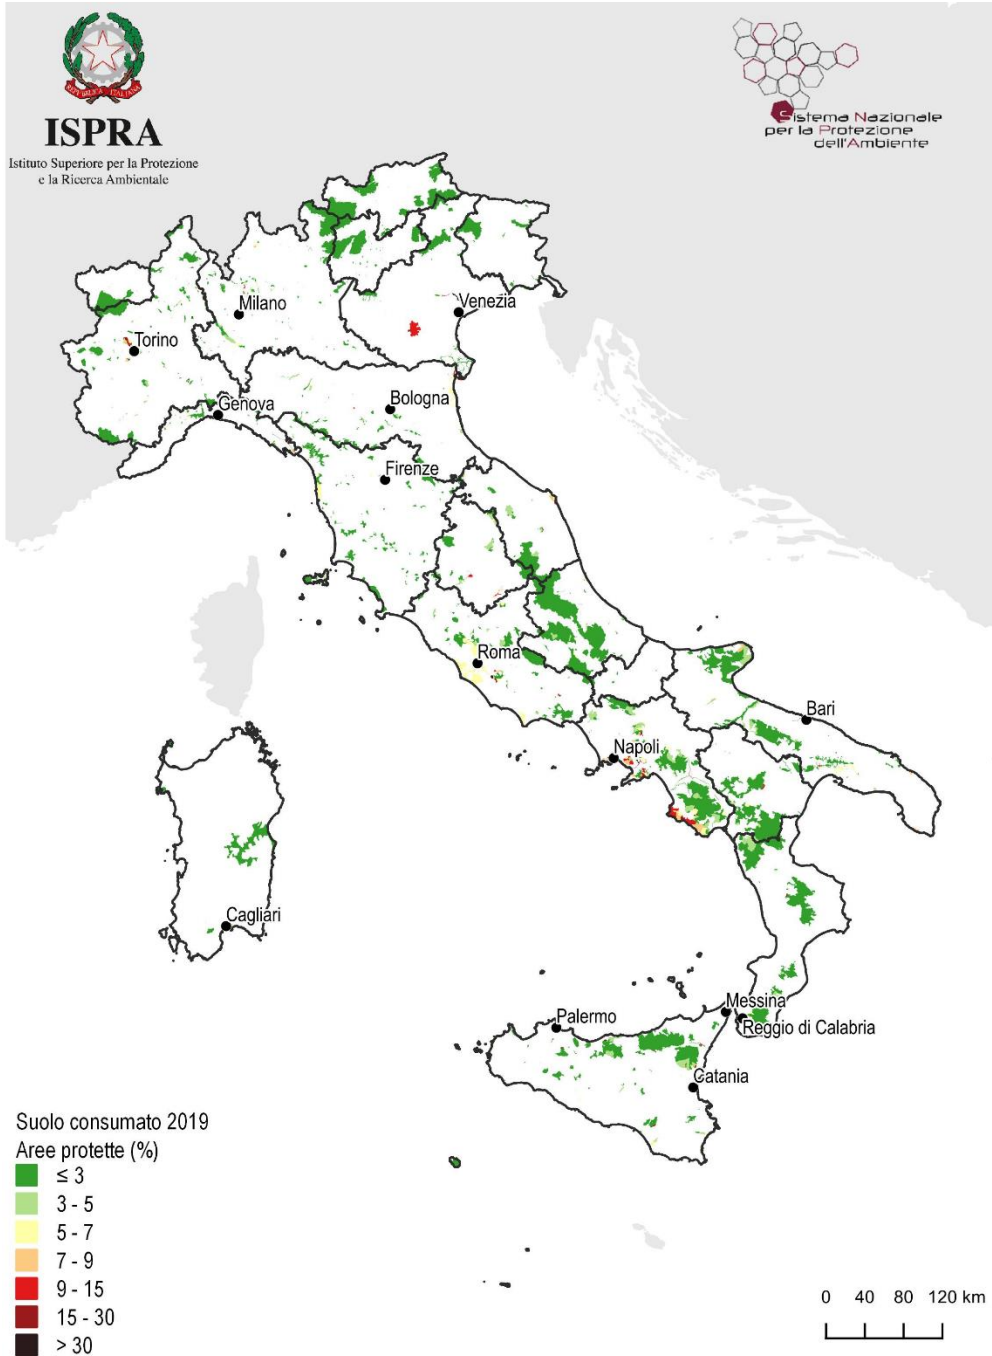 REPVBBLICA ITALIANA
ISPRA
Istituto Superiore per la Protezione
e la Ricerca Ambientale
Sistema Nazionale
per la Protezione
dell'Ambiente
Milano
Venezia
Torino
Genova
Bologna
Firenze
Roma
Bari
Napoli
Cagliari
Messina
Palermo
Reggio di Calabria
Catania
Suolo consumato 2019
Aree protette (%)
≤ 3
3 - 5
5 - 7
7 - 9
9 - 15
15 - 30
> 30
0 40 80 120 km